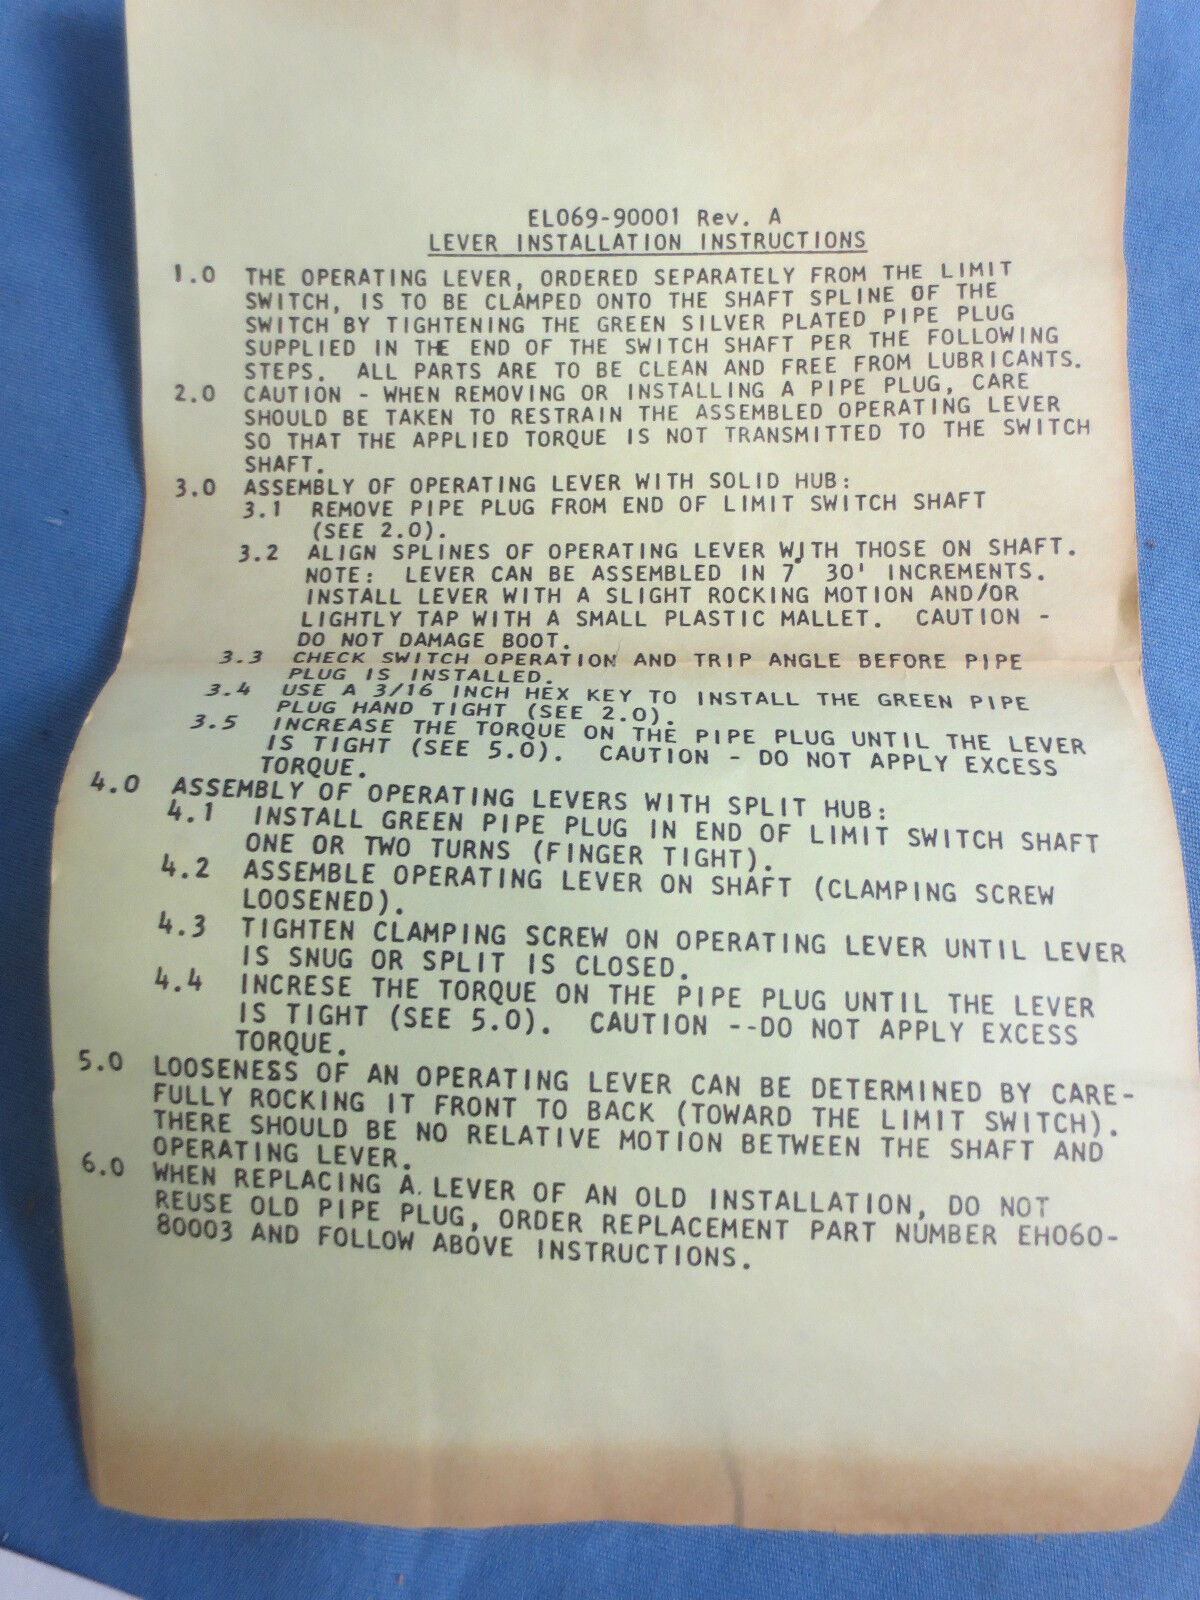 EL069-90001 Rev. A
LEVER INSTALLATION INSTRUCTIONS
1.0 THE OPERATING LEVER, ORDERED SEPARATELY FROM THE LIMIT
SWITCH, IS TO BE CLAMPED ONTO THE SHAFT SPLINE OF THE
SWITCH BY TIGHTENING THE GREEN SILVER PLATED PIPE PLUG
SUPPLIED IN THE END OF THE SWITCH SHAFT PER THE FOLLOWING
STEPS. ALL PARTS ARE TO BE CLEAN AND FREE FROM LUBRICANTS.
2.0 CAUTION - WHEN REMOVING OR INSTALLING A PIPE PLUG, CARE
SHOULD BE TAKEN TO RESTRAIN THE ASSEMBLED OPERATING LEVER
SO THAT THE APPLIED TORQUE IS NOT TRANSMITTED TO THE SWITCH
SHAFT.
3.0 ASSEMBLY OF OPERATING LEVER WITH SOLID HUB:
3.1 REMOVE PIPE PLUG FROM END OF LIMIT SWITCH SHAFT
(SEE 2.0).
3.2 ALIGN SPLINES OF OPERATING LEVER WITH THOSE ON SHAFT.
NOTE: LEVER CAN BE ASSEMBLED IN 7° 30' INCREMENTS.
INSTALL LEVER WITH A SLIGHT ROCKING MOTION AND/OR
LIGHTLY TAP WITH A SMALL PLASTIC MALLET. CAUTION -
DO NOT DAMAGE BOOT.
3.3 CHECK SWITCH OPERATION AND TRIP ANGLE BEFORE PIPE
PLUG IS INSTALLED.
3.4 USE A 3/16 INCH HEX KEY TO INSTALL THE GREEN PIPE
PLUG HAND TIGHT (SEE 2.0).
3.5 INCREASE THE TORQUE ON THE PIPE PLUG UNTIL THE LEVER
IS TIGHT (SEE 5.0). CAUTION - DO NOT APPLY EXCESS
TORQUE.
4.0 ASSEMBLY OF OPERATING LEVERS WITH SPLIT HUB:
4.1 INSTALL GREEN PIPE PLUG IN END OF LIMIT SWITCH SHAFT
ONE OR TWO TURNS (FINGER TIGHT).
4.2 ASSEMBLE OPERATING LEVER ON SHAFT (CLAMPING SCREW
LOOSENED).
4.3 TIGHTEN CLAMPING SCREW ON OPERATING LEVER UNTIL LEVER
IS SNUG OR SPLIT IS CLOSED.
4.4 INCRESE THE TORQUE ON THE PIPE PLUG UNTIL THE LEVER
IS TIGHT (SEE 5.0). CAUTION --DO NOT APPLY EXCESS
TORQUE.
5.0 LOOSENESS OF AN OPERATING LEVER CAN BE DETERMINED BY CARE-
FULLY ROCKING IT FRONT TO BACK (TOWARD THE LIMIT SWITCH).
THERE SHOULD BE NO RELATIVE MOTION BETWEEN THE SHAFT AND
OPERATING LEVER.
6.0 WHEN REPLACING A LEVER OF AN OLD INSTALLATION, DO NOT
REUSE OLD PIPE PLUG, ORDER REPLACEMENT PART NUMBER EH060-
80003 AND FOLLOW ABOVE INSTRUCTIONS.